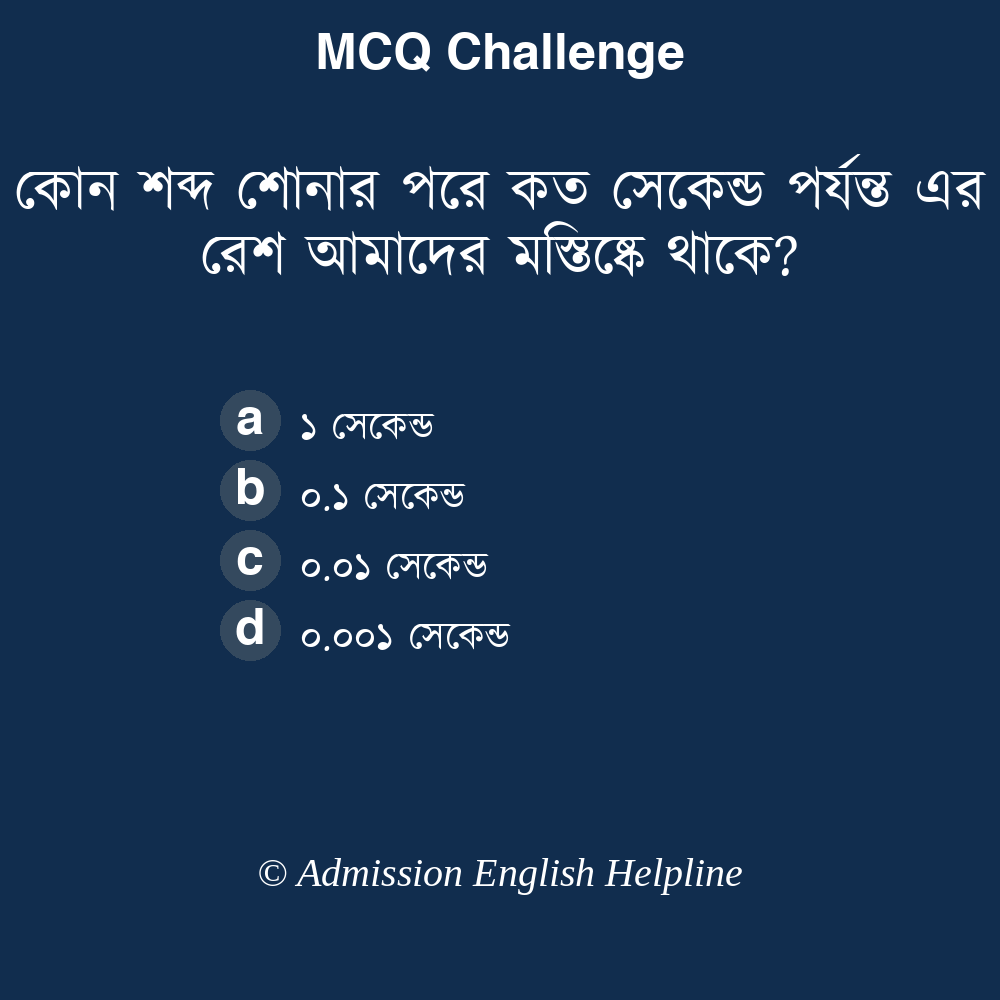 MCQ Challenge
কোন শব্দ শোনার পরে কত সেকেন্ড পর্যন্ত এর
রেশ আমাদের মস্তিষ্কে থাকে?
a ১ সেকেন্ড
b ০.১ সেকেন্ড
c ০.০১ সেকেন্ড
d ০.০০১ সেকেন্ড
© Admission English Helpline